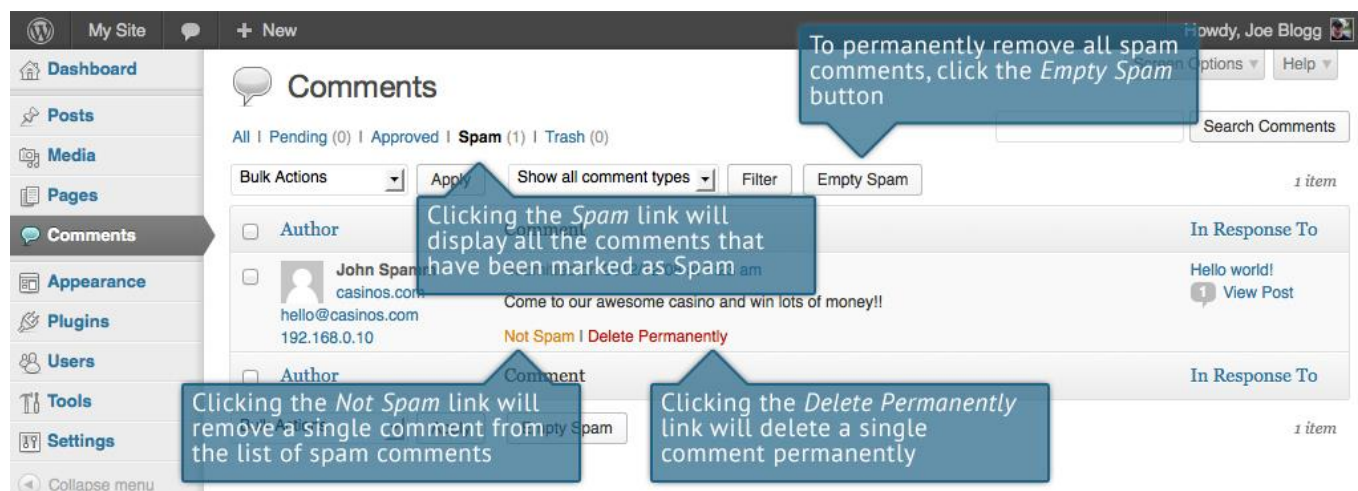 My Site + New Howdy, Joe Blogg
Dashboard
Posts
Media
Pages
Comments
Appearance
Plugins
Users
Tools
Settings
Collapse menu
Options Help
Comments
To permanently remove all spam
comments, click the Empty Spam
button
All | Pending (0) | Approved | Spam (1) | Trash (0)
Search Comments
Bulk Actions Apply Show all comment types Filter Empty Spam
1 item
Clicking the Spam link will
display all the comments that
have been marked as Spam
Author Comment In Response To
John Spam
casinos.com
hello@casinos.com
192.168.0.10
am
Come to our awesome casino and win lots of money!!
Not Spam | Delete Permanently
Hello world!
1 View Post
Author Comment In Response To
Clicking the Not Spam link will
remove a single comment from
the list of spam comments
Clicking the Delete Permanently
link will delete a single
comment permanently
Empty Spam
1 item